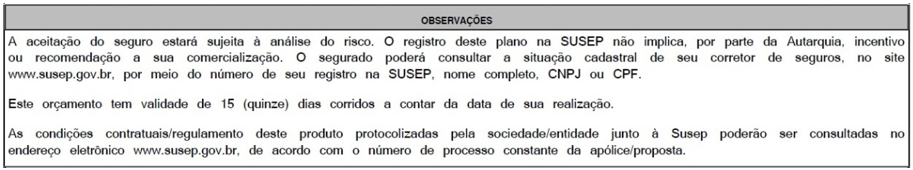 OBSERVAÇÕES
A aceitação do seguro estará sujeita à análise do risco. O registro deste plano na SUSEP não implica, por parte da Autarquia, incentivo
ou recomendação a sua comercialização. O segurado poderá consultar a situação cadastral de seu corretor de seguros, no site
www.susep.gov.br, por meio do número de seu registro na SUSEP, nome completo, CNPJ ou CPF.
Este orçamento tem validade de 15 (quinze) dias corridos a contar da data de sua realização.
As condições contratuais/regulamento deste produto protocolizadas pela sociedade/entidade junto à Susep poderão ser consultadas no
endereço eletrônico www.susep.gov.br, de acordo com o número de processo constante da apólice/proposta.